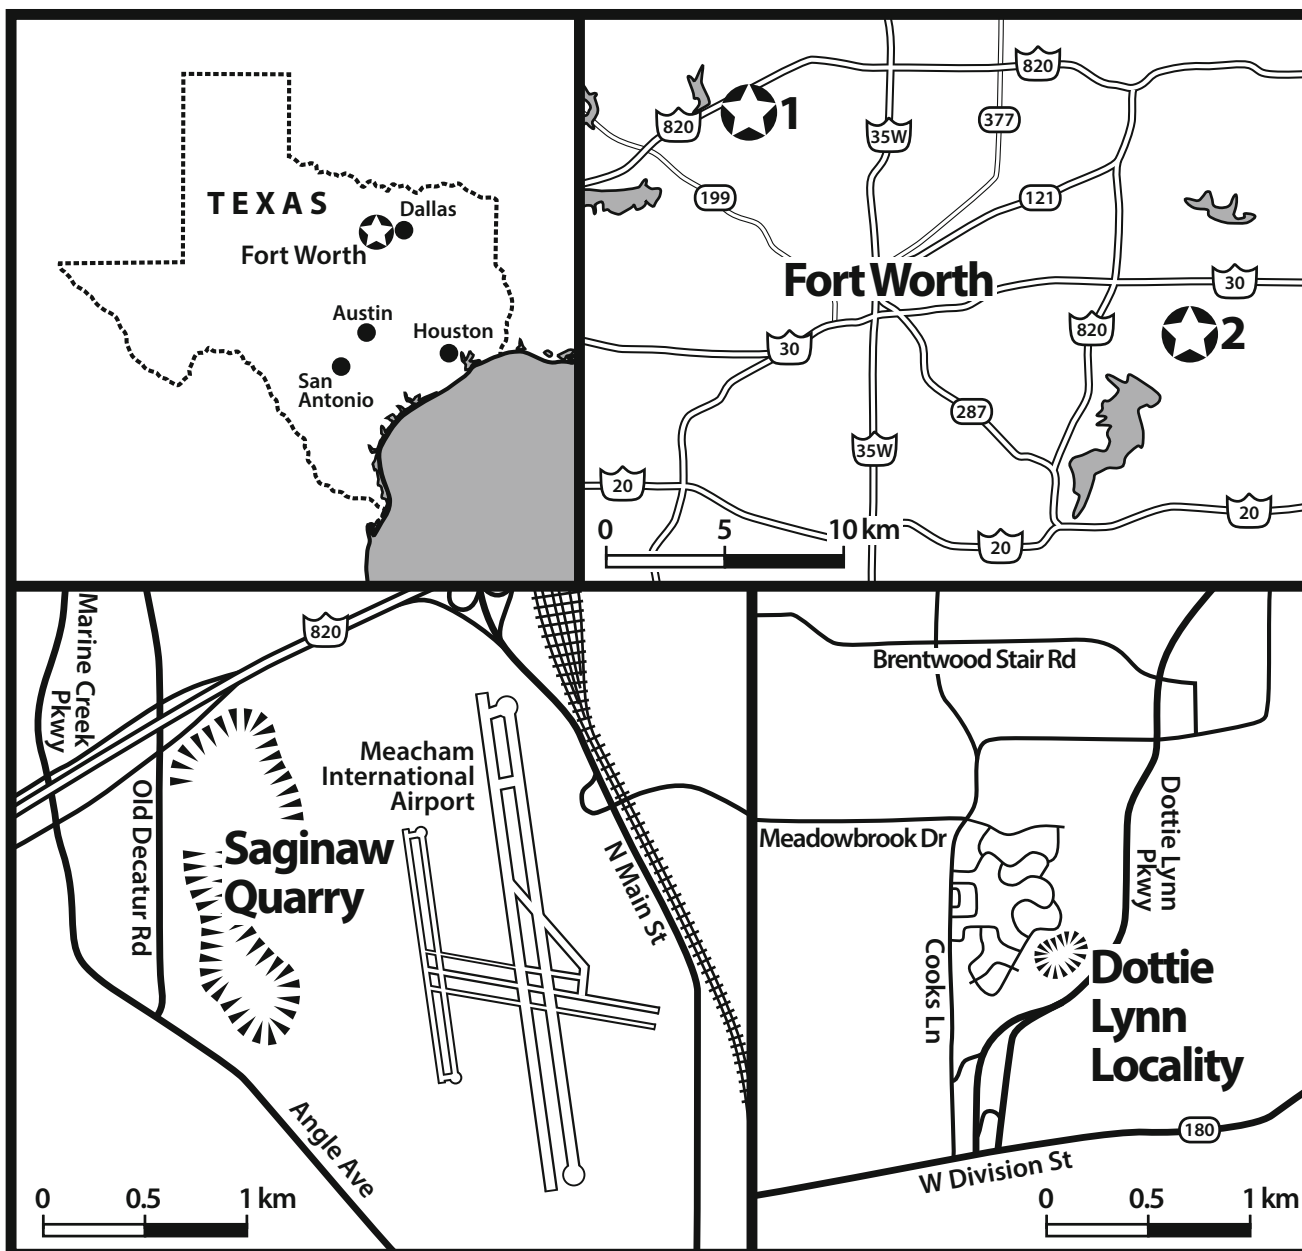 TEXAS
Dallas
Fort Worth
Austin
Houston
San
Antonio
820
1
820
377
35W
199
121
Fort Worth
30
820
2
30
287
35W
20
20
20
0 5 10 km
Marine Creek
Pkwy
820
Meacham
International
Airport
Old Decatur Rd
Saginaw
Quarry
N Main St
Angle Ave
0 0.5 1 km
Brentwood Stair Rd
Dottie Lynn
Pkwy
Meadowbrook Dr
Cooks Ln
Dottie
Lynn
Locality
180
W Division St
0 0.5 1 km